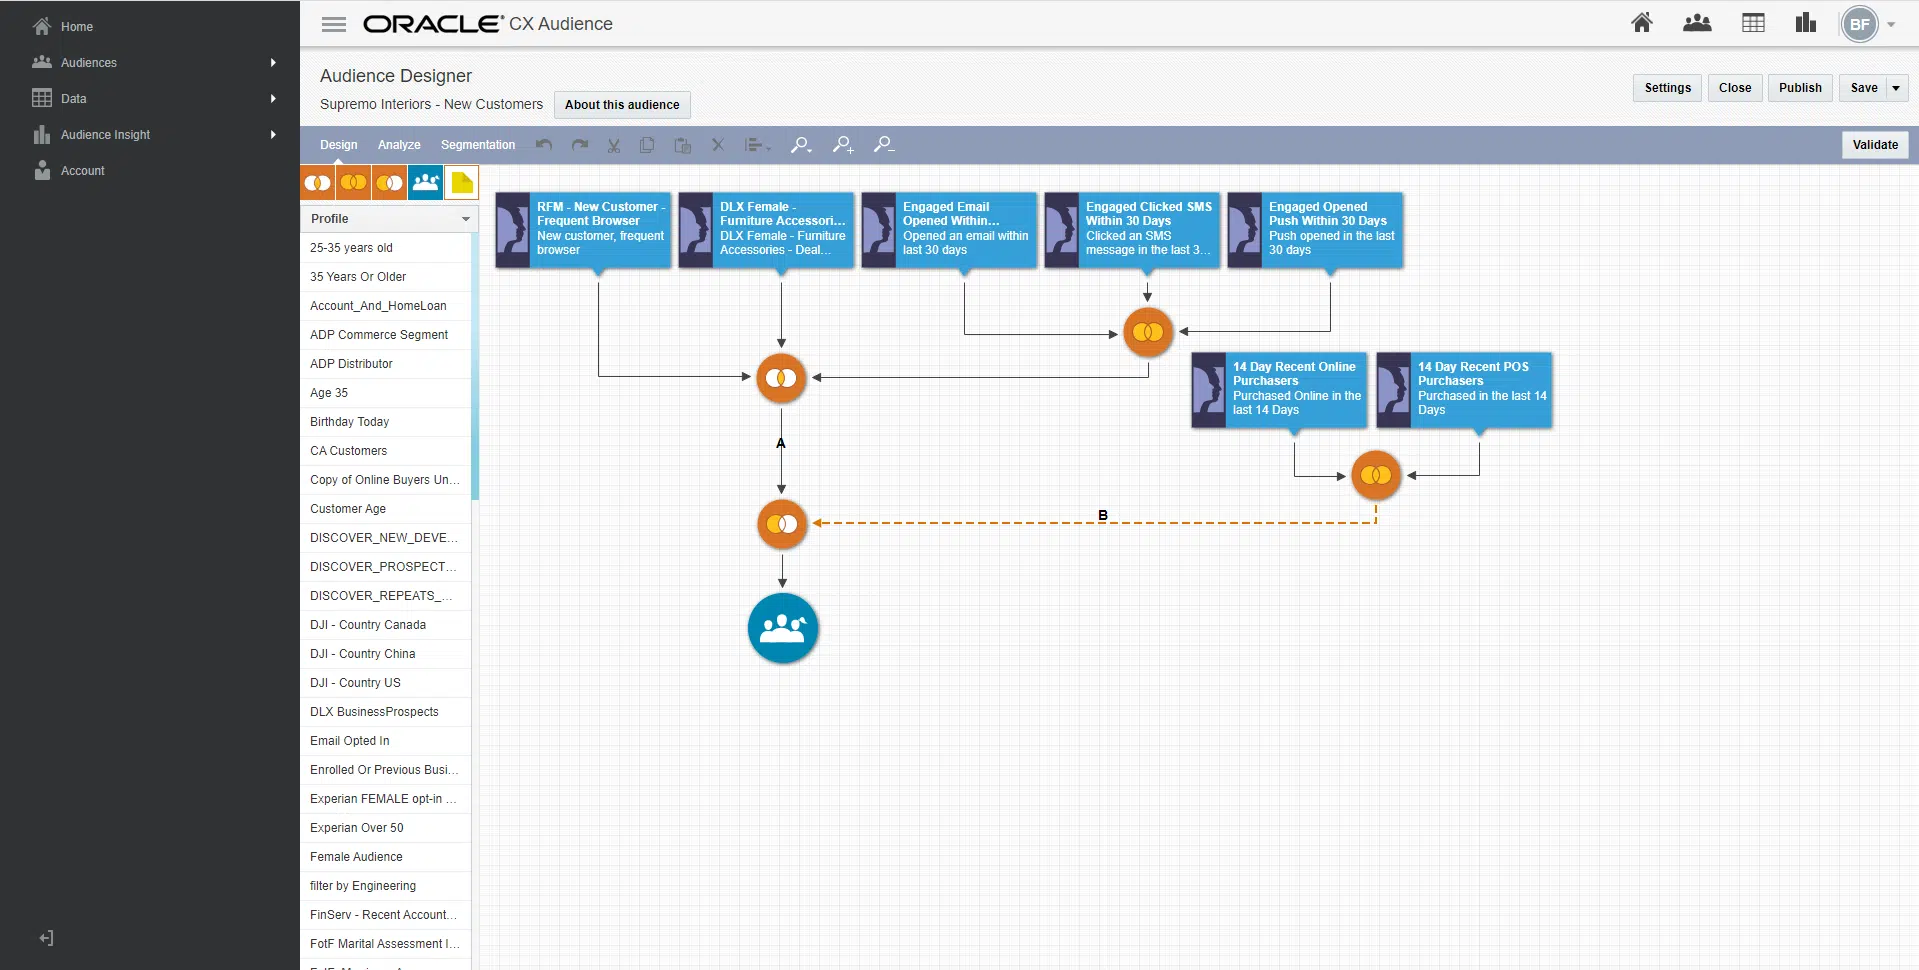 Home
Audiences
Data
Audience Insight
Account
ORACLE® CX Audience
BF
Audience Designer
Supremo Interiors - New Customers
About this audience
Settings
Close
Publish
Save
Design
Analyze
Segmentation
Validate
Profile
25-35 years old
35 Years Or Older
Account_And_HomeLoan
ADP Commerce Segment
ADP Distributor
Age 35
Birthday Today
CA Customers
Copy of Online Buyers Un...
Customer Age
DISCOVER_NEW_DEVE...
DISCOVER_PROSPECT...
DISCOVER_REPEATS_...
DJI - Country Canada
DJI - Country China
DJI - Country US
DLX BusinessProspects
Email Opted In
Enrolled Or Previous Busi...
Experian FEMALE opt-in ...
Experian Over 50
Female Audience
filter by Engineering
FinServ - Recent Account...
FotF Marital Assessment I...
RFM - New Customer -
Frequent Browser
New customer, frequent
browser
DLX Female -
Furniture Accessori...
DLX Female - Furniture
Accessories - Deal...
Engaged Email
Opened Within...
Opened an email within
last 30 days
Engaged Clicked SMS
Within 30 Days
Clicked an SMS
message in the last 3...
Engaged Opened
Push Within 30 Days
Push opened in the last
30 days
14 Day Recent Online
Purchasers
Purchased Online in the
last 14 Days
14 Day Recent POS
Purchasers
Purchased in the last 14
Days
A
B